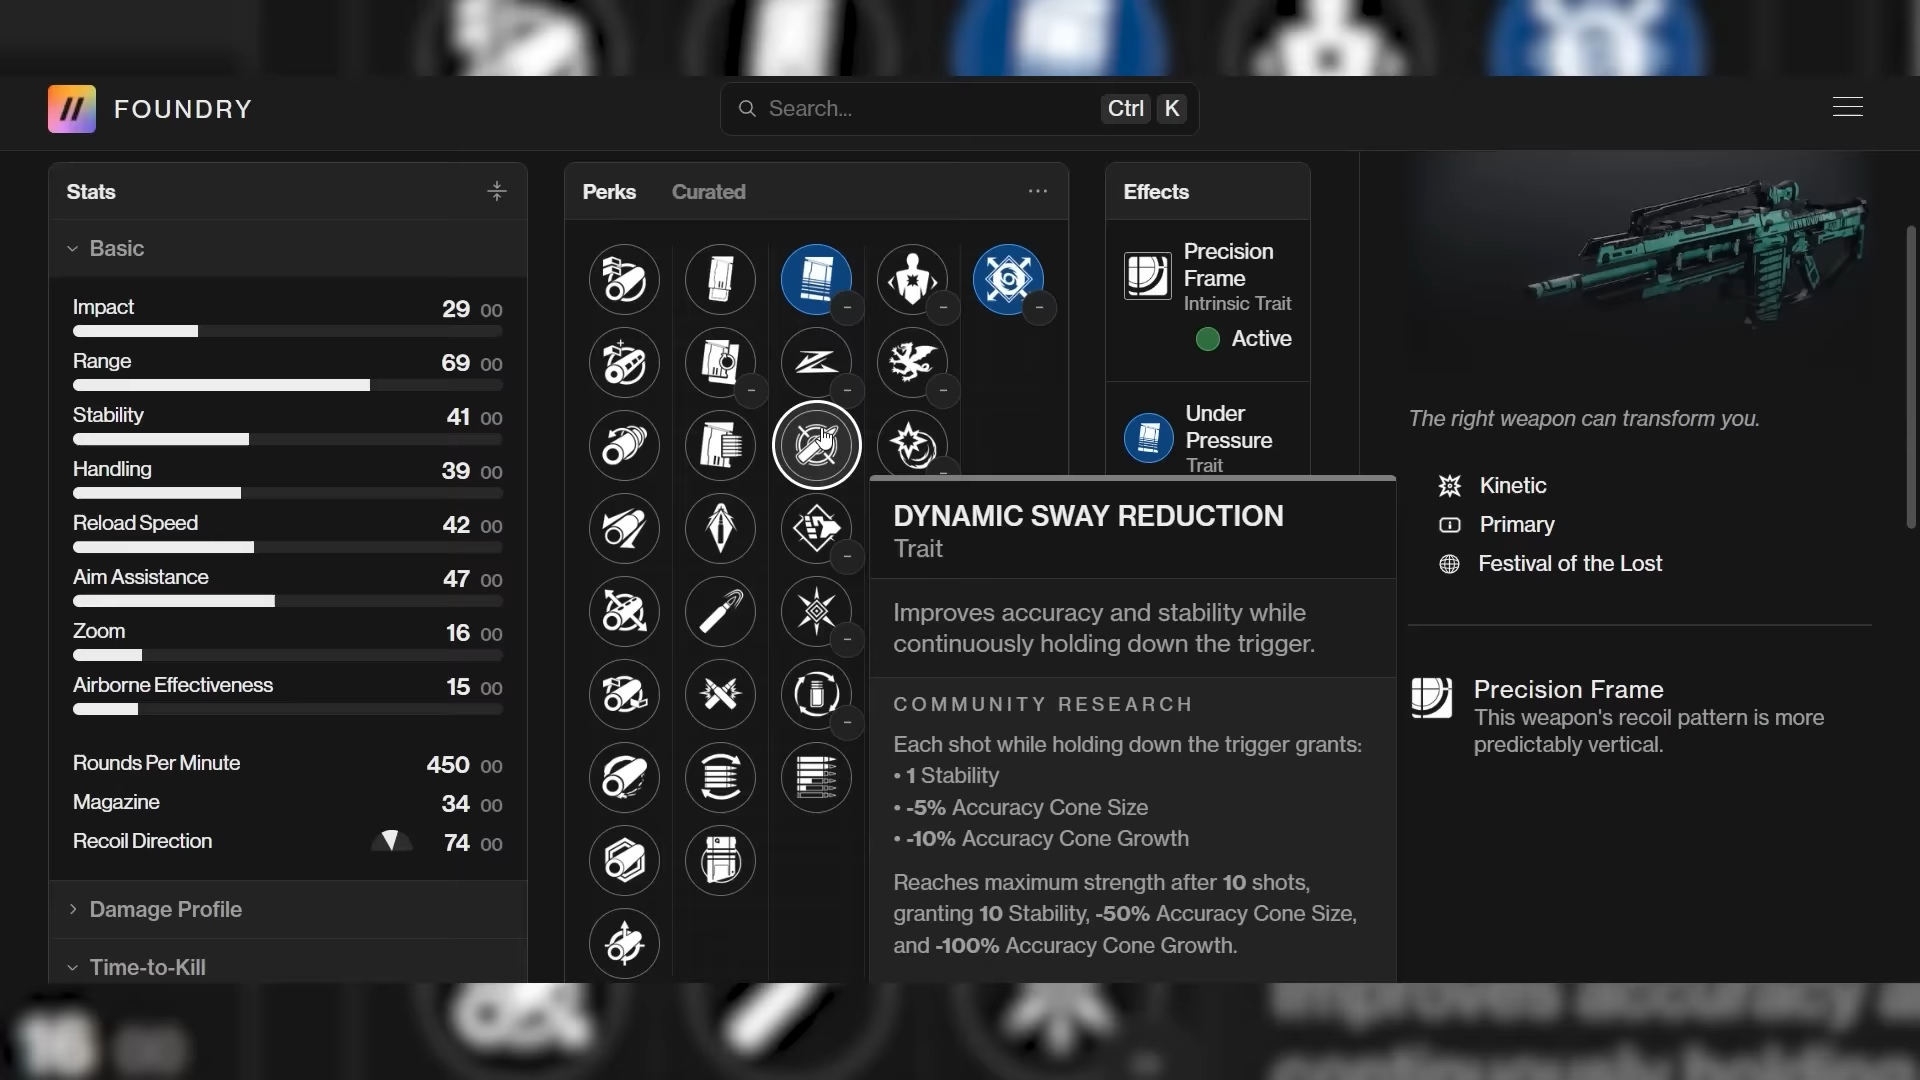 FOUNDRY
Search...
Ctrl K
Stats
Basic
Impact 29 00
Range 69 00
Stability 41 00
Handling 39 00
Reload Speed 42 00
Aim Assistance 47 00
Zoom 16 00
Airborne Effectiveness 15 00
Rounds Per Minute 450 00
Magazine 34 00
Recoil Direction 74 00
Damage Profile
Time-to-Kill
Perks Curated
Effects
Precision
Frame
Intrinsic Trait
Active
Under
Pressure
Trait
DYNAMIC SWAY REDUCTION
Trait
Improves accuracy and stability while
continuously holding down the trigger.
COMMUNITY RESEARCH
Each shot while holding down the trigger grants:
• 1 Stability
• -5% Accuracy Cone Size
• -10% Accuracy Cone Growth
Reaches maximum strength after 10 shots,
granting 10 Stability, -50% Accuracy Cone Size,
and -100% Accuracy Cone Growth.
The right weapon can transform you.
Kinetic
Primary
Festival of the Lost
Precision Frame
This weapon's recoil pattern is more
predictably vertical.
16 00
Improves accuracy a
continuously holding